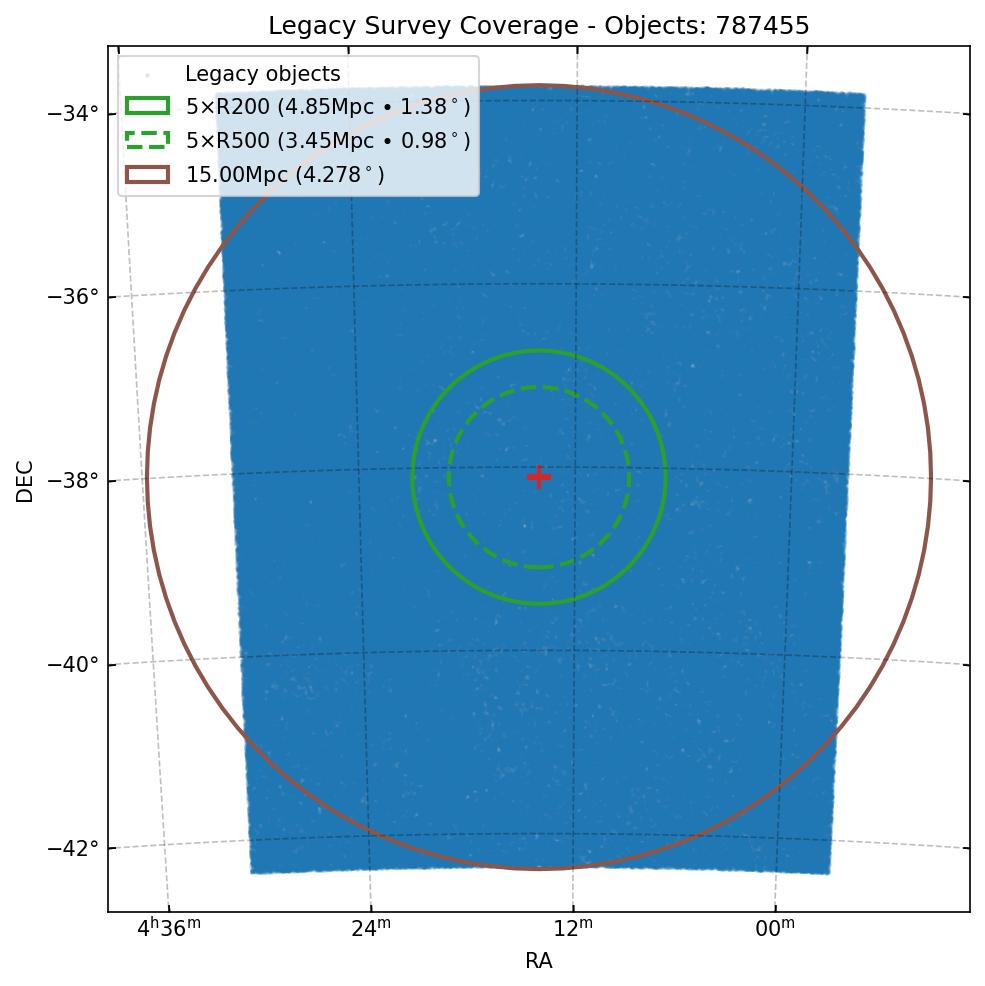 Legacy Survey Coverage - Objects: 787455
Legacy objects
5×R200 (4.85Mpc • 1.38°)
5×R500 (3.45Mpc • 0.98°)
15.00Mpc (4.278°)
−34°
−36°
−38°
−40°
−42°
DEC
4ʰ36ᵐ 24ᵐ 12ᵐ 00ᵐ
RA